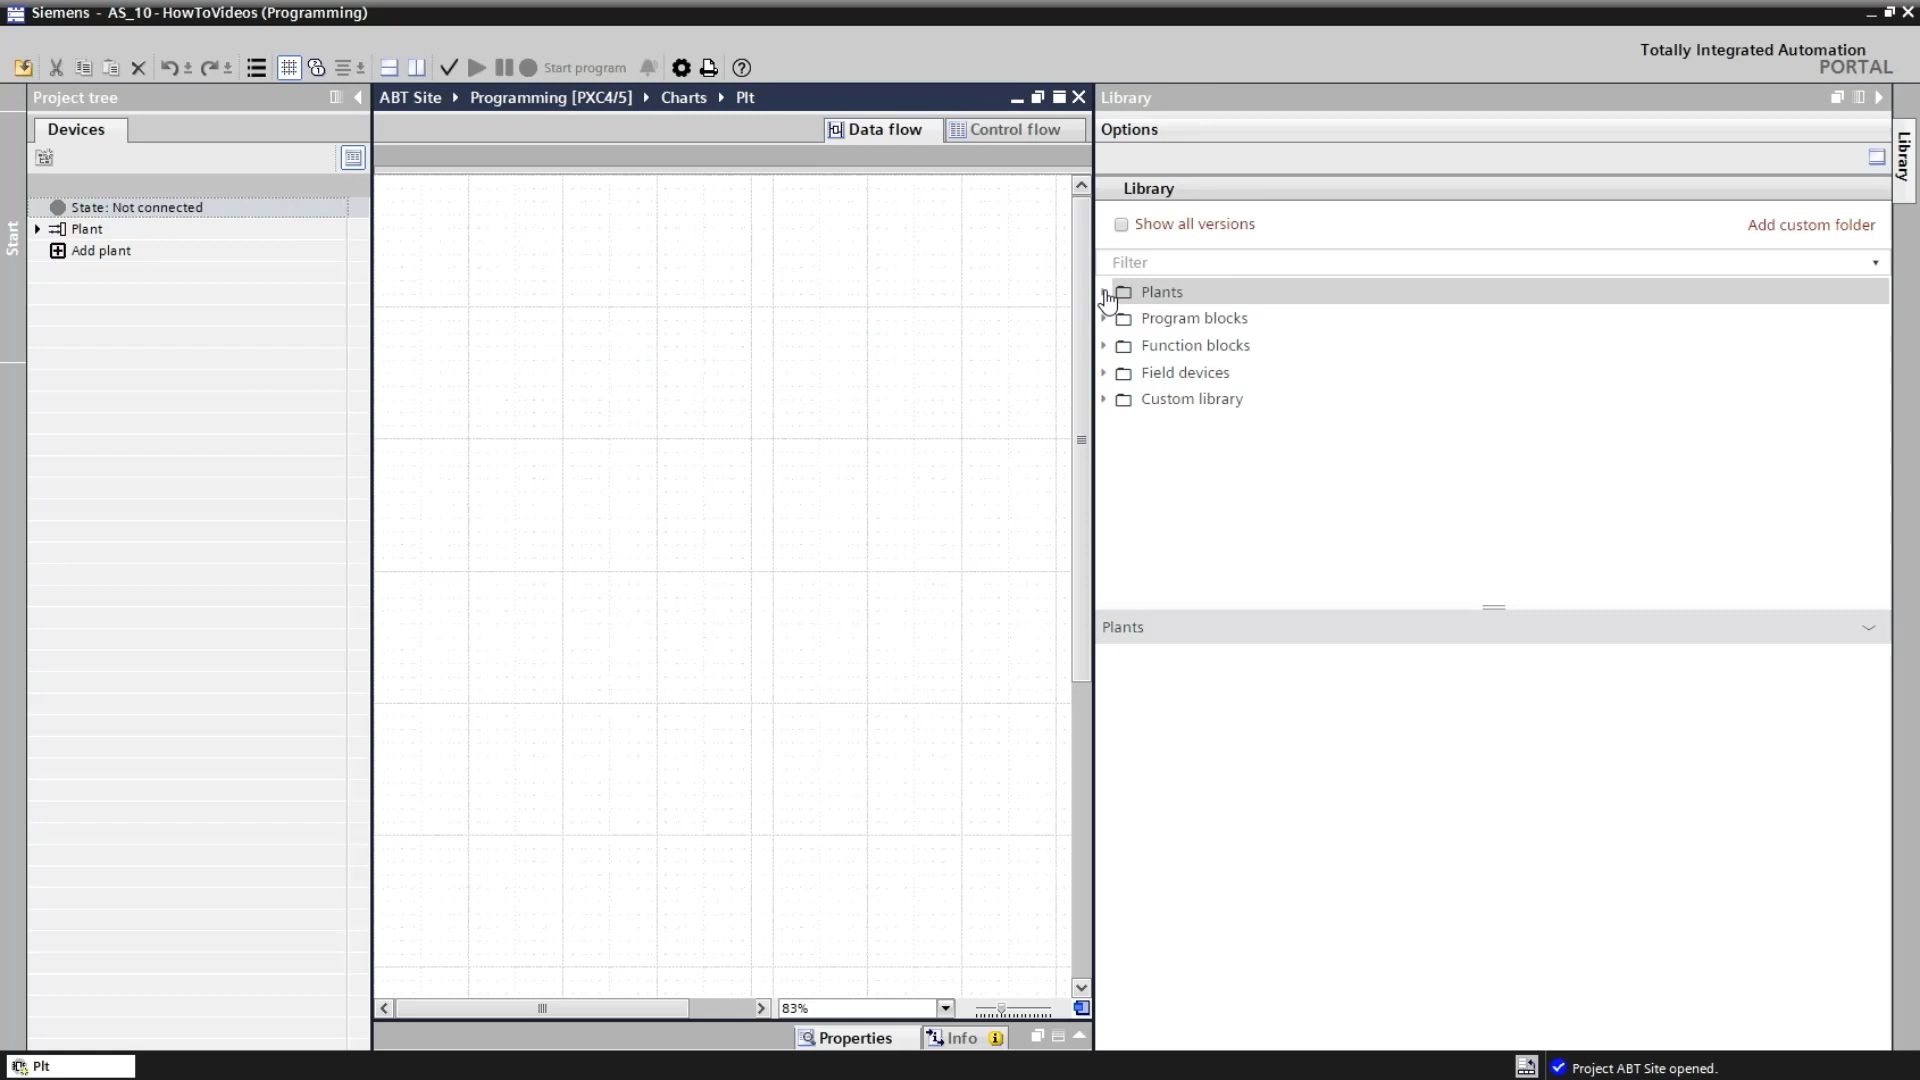 Siemens - AS_10 - HowToVideos (Programming)
Totally Integrated Automation
PORTAL
Start program
Project tree
ABT Site Programming [PXC4/5] Charts Plt
Library
Devices
Data flow
Control flow
Options
Library
Start
State: Not connected
Plant
Add plant
Library
Show all versions
Add custom folder
Filter
Plants
Program blocks
Function blocks
Field devices
Custom library
Plants
83%
Properties
Info
Plt
Project ABT Site opened.